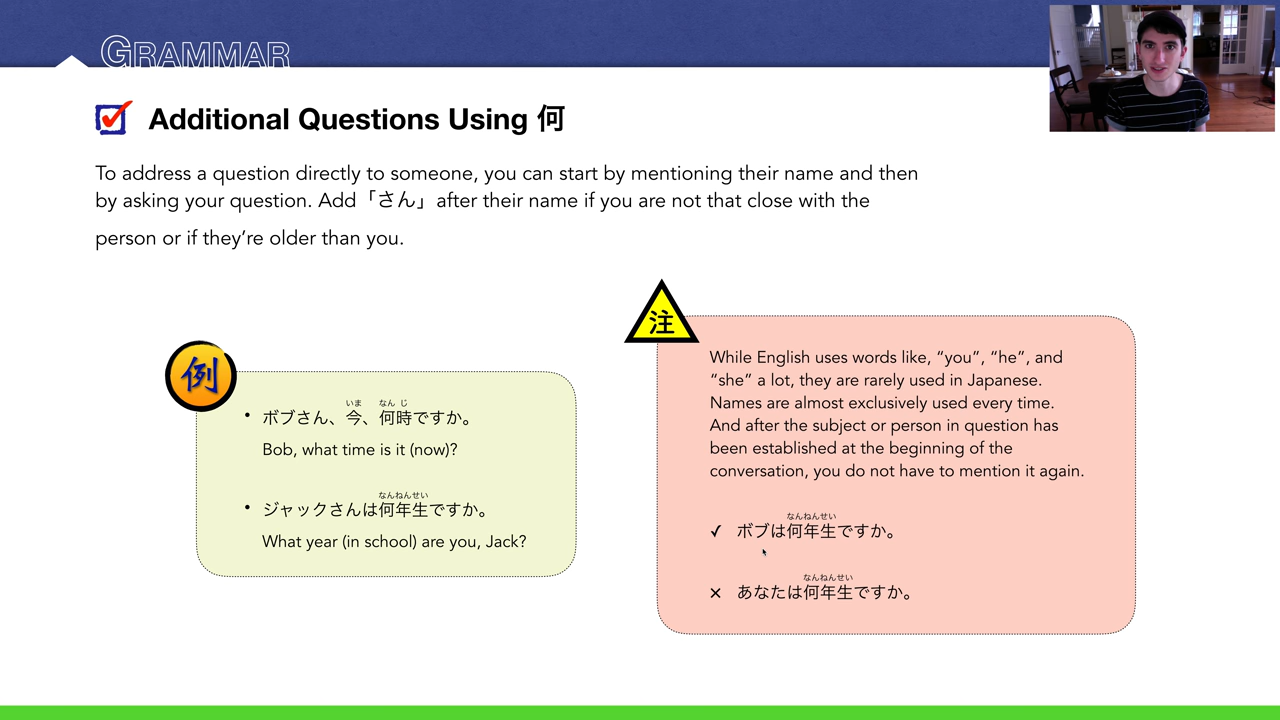 GRAMMAR
Additional Questions Using 何
To address a question directly to someone, you can start by mentioning their name and then
by asking your question. Add「さん」after their name if you are not that close with the
person or if they’re older than you.
例
いま なん じ
• ボブさん、今、何時ですか。
Bob, what time is it (now)?
なんねんせい
• ジャックさんは何年生ですか。
What year (in school) are you, Jack?
注
While English uses words like, “you”, “he”, and
“she” a lot, they are rarely used in Japanese.
Names are almost exclusively used every time.
And after the subject or person in question has
been established at the beginning of the
conversation, you do not have to mention it again.
なんねんせい
✓ ボブは何年生ですか。
なんねんせい
× あなたは何年生ですか。